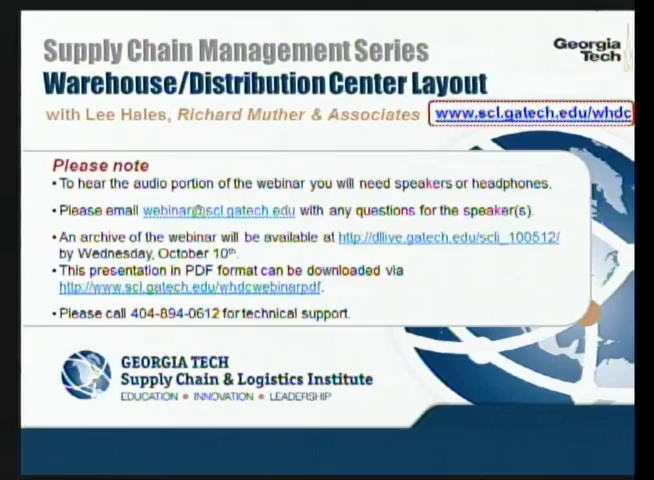 Supply Chain Management Series
Georgia
Tech
Warehouse/Distribution Center Layout
with Lee Hales, Richard Muther & Associates
www.scl.gatech.edu/whdc
Please note
• To hear the audio portion of the webinar you will need speakers or headphones.
• Please email webinar@scl.gatech.edu with any questions for the speaker(s).
• An archive of the webinar will be available at http://dllive.gatech.edu/scli_100512/
by Wednesday, October 10th.
• This presentation in PDF format can be downloaded via
http://www.scl.gatech.edu/whdcwebinarpdf.
• Please call 404-894-0612 for technical support.
GEORGIA TECH
Supply Chain & Logistics Institute
EDUCATION • INNOVATION • LEADERSHIP